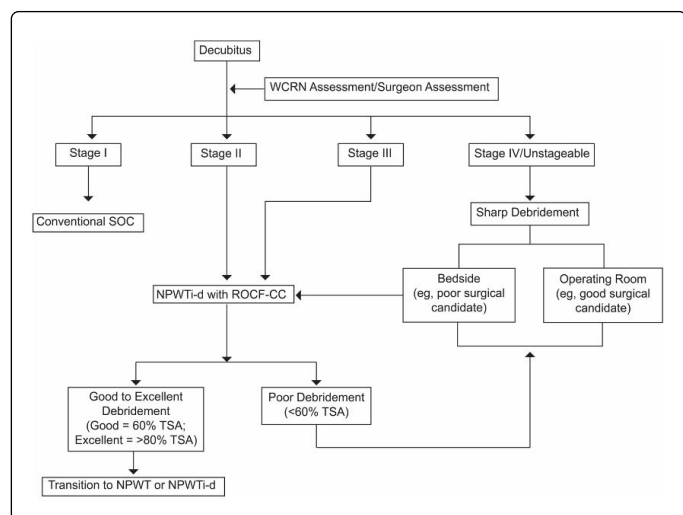 Decubitus
WCRN Assessment/Surgeon Assessment
Stage I
Stage II
Stage III
Stage IV/Unstageable
Conventional SOC
Sharp Debridement
NPWTi-d with ROCF-CC
Bedside
(eg, poor surgical
candidate)
Operating Room
(eg, good surgical
candidate)
Good to Excellent
Debridement
(Good = 60% TSA;
Excellent = >80% TSA)
Poor Debridement
(<60% TSA)
Transition to NPWT or NPWTi-d